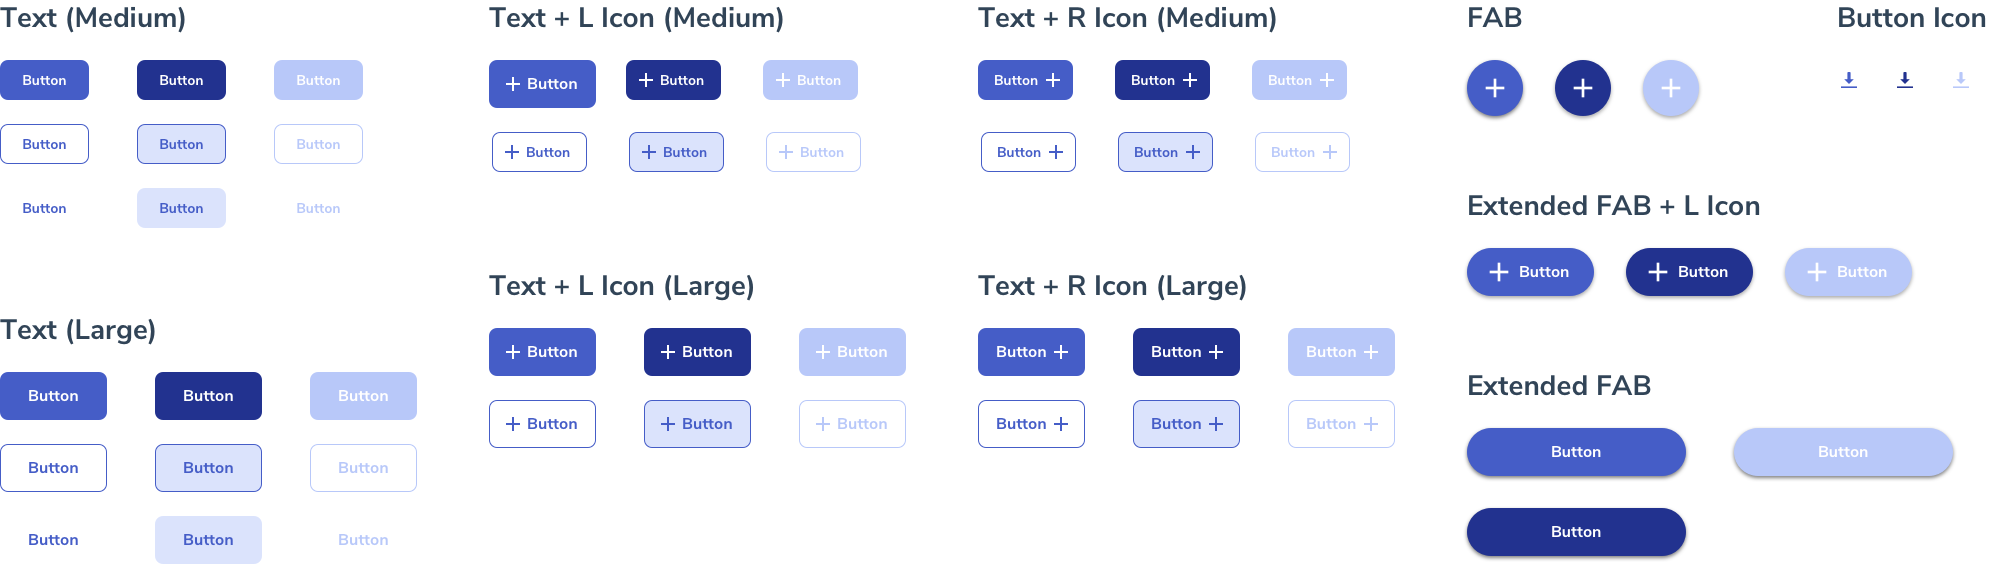 Text (Medium)
Button Button Button
Button Button Button
Button Button Button
Text (Large)
Button Button Button
Button Button Button
Button Button Button
Text + L Icon (Medium)
Button Button Button
Button Button Button
Text + L Icon (Large)
Button Button Button
Button Button Button
Text + R Icon (Medium)
Button Button Button
Button Button Button
Text + R Icon (Large)
Button Button Button
Button Button Button
FAB
Button Icon
Extended FAB + L Icon
Button Button Button
Extended FAB
Button Button
Button